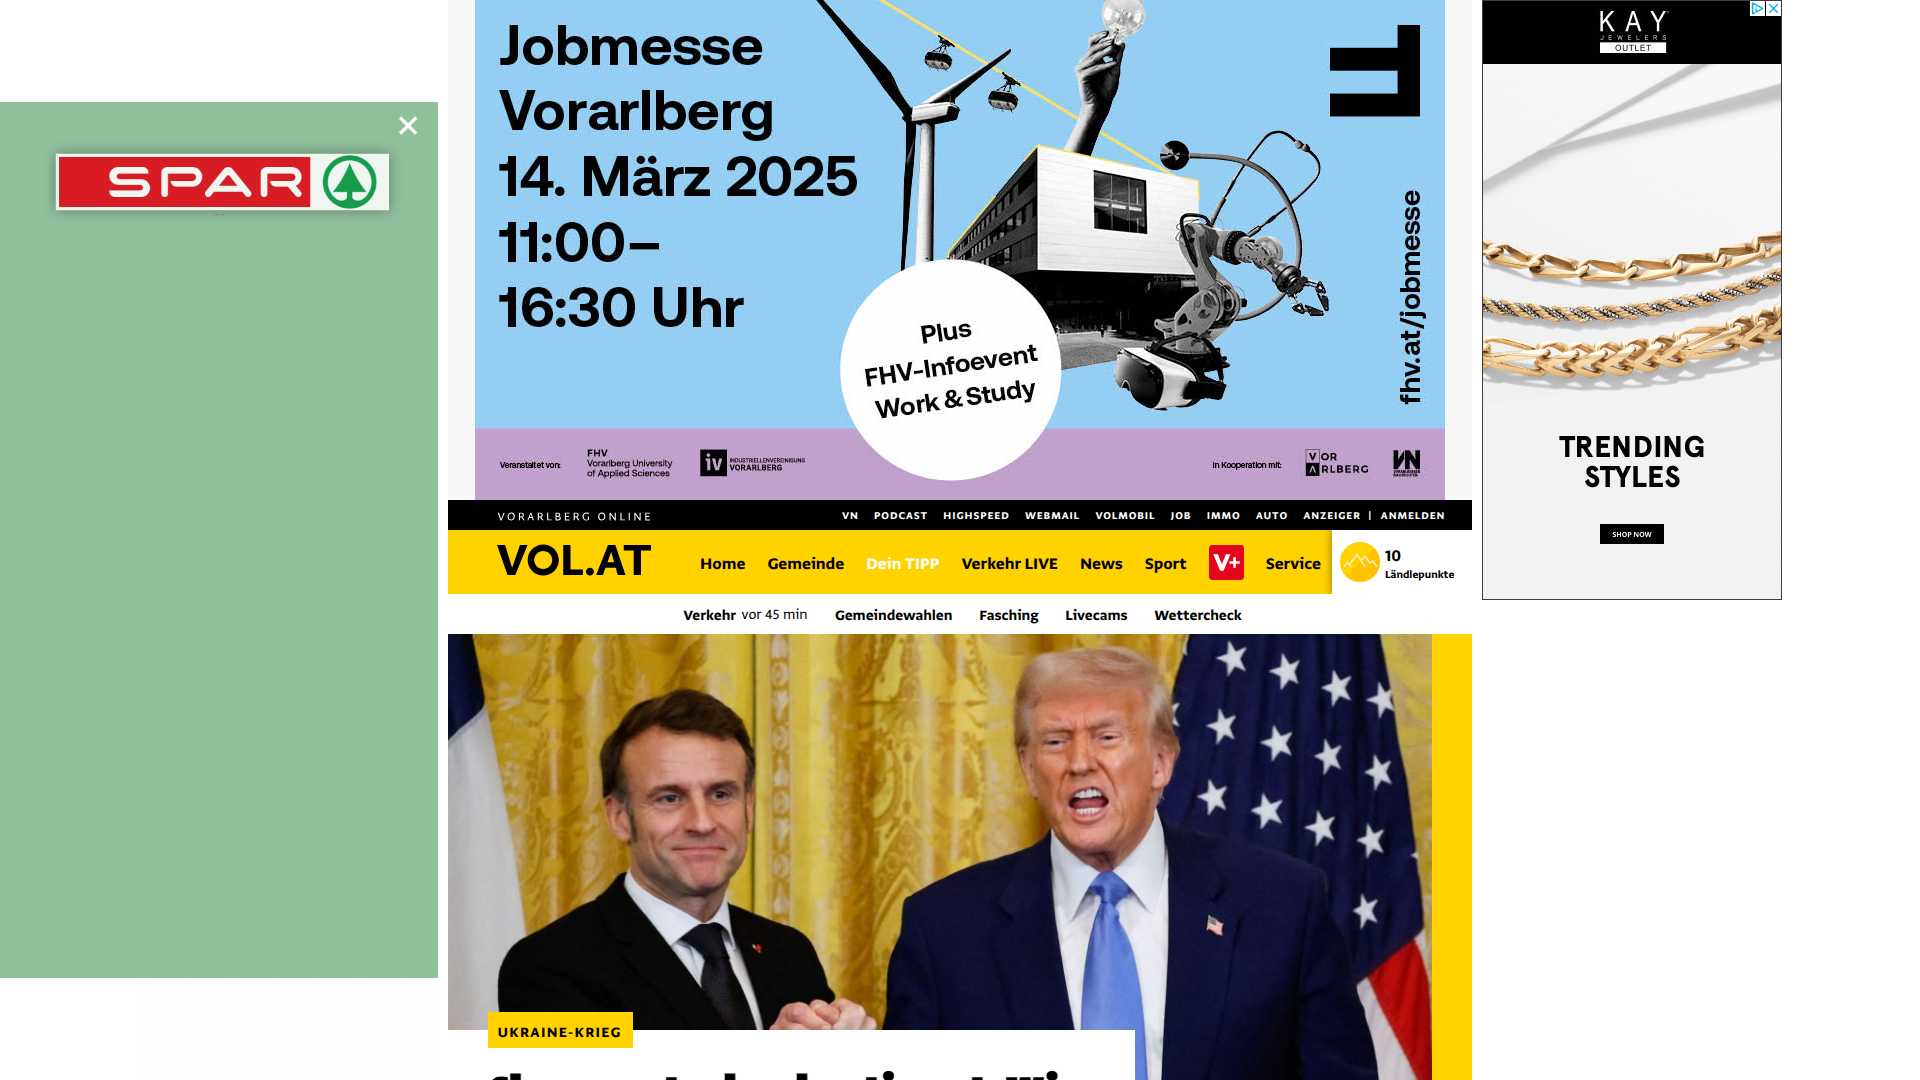 Jobmesse
Vorarlberg
14. März 2025
11:00–
16:30 Uhr
Plus
FHV-Infoevent
Work & Study
fhv.at/jobmesse
Veranstaltet von:
FHV
Vorarlberg University
of Applied Sciences
iv
INDUSTRIELLENVEREINIGUNG
VORARLBERG
In Kooperation mit:
VOR
ARLBERG
VN
SPAR
KAY
JEWELERS
OUTLET
TRENDING
STYLES
SHOP NOW
VORARLBERG ONLINE
VN PODCAST HIGHSPEED WEBMAIL VOLMOBIL JOB IMMO AUTO ANZEIGER | ANMELDEN
VOL.AT
Home Gemeinde Dein TIPP Verkehr LIVE News Sport V+ Service
10
Ländlepunkte
Verkehr vor 45 min Gemeindewahlen Fasching Livecams Wettercheck
UKRAINE-KRIEG